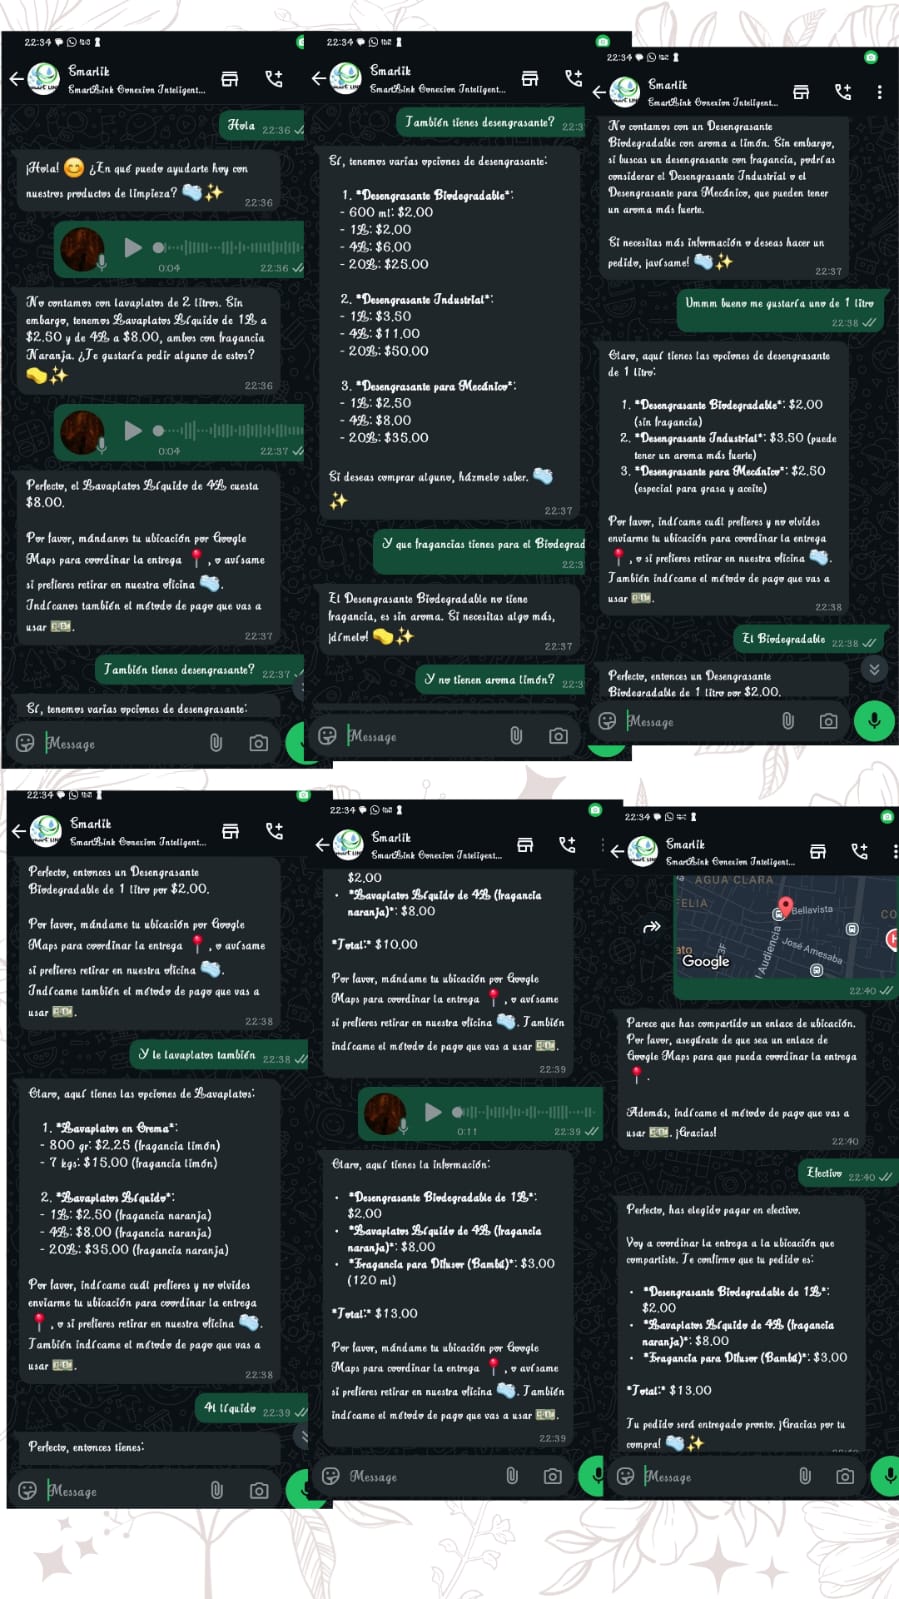 22:34
Smarlik
SmartLink Conexion Inteligent...
Hola 22:36
¡Hola! 😊 ¿En qué puedo ayudarte hoy con
nuestros productos de limpieza? 🧼✨
22:36
0:04 22:36
No contamos con lavaplatos de 2 litros. Sin
embargo, tenemos Lavaplatos Líquido de 1L a
$2.50 y de 4L a $8.00, ambos con fragancia
Naranja. ¿Te gustaría pedir alguno de estos?
🧽✨
22:36
0:04 22:37
Perfecto, el Lavaplatos Líquido de 4L cuesta
$8.00.
Por favor, mándanos tu ubicación por Google
Maps para coordinar la entrega 📍, o avísame
si prefieres retirar en nuestra oficina 🧼.
Indícanos también el método de pago que vas a
usar 💵.
22:37
También tienes desengrasante? 22:37
Sí, tenemos varias opciones de desengrasante:
Message
22:34
Smarlik
SmartLink Conexion Inteligent...
También tienes desengrasante? 22:3
Sí, tenemos varias opciones de desengrasante:
1. *Desengrasante Biodegradable*:
- 600 ml: $2.00
- 1L: $2.00
- 4L: $6.00
- 20L: $25.00
2. *Desengrasante Industrial*:
- 1L: $3.50
- 4L: $11.00
- 20L: $50.00
3. *Desengrasante para Mecánico*:
- 1L: $2.50
- 4L: $8.00
- 20L: $35.00
Si deseas comprar alguno, házmelo saber. 🧼
✨
22:37
Y que fragancias tienes para el Biodegrad
22:3
El Desengrasante Biodegradable no tiene
fragancia, es sin aroma. Si necesitas algo más,
¡dímelo! 🧽✨
22:37
Y no tienen aroma limón? 22:3
Message
22:34
Smarlik
SmartLink Conexion Inteligent...
No contamos con un Desengrasante
Biodegradable con aroma a limón. Sin embargo,
si buscas un desengrasante con fragancia, podrías
considerar el Desengrasante Industrial o el
Desengrasante para Mecánico, que pueden tener
un aroma más fuerte.
Si necesitas más información o deseas hacer un
pedido, ¡avísame! 🧼✨
22:37
Ummm bueno me gustaría uno de 1 litro
22:38
Claro, aquí tienes las opciones de desengrasante
de 1 litro:
1. *Desengrasante Biodegradable*: $2.00
(sin fragancia)
2. *Desengrasante Industrial*: $3.50 (puede
tener un aroma más fuerte)
3. *Desengrasante para Mecánico*: $2.50
(especial para grasa y aceite)
Por favor, indícame cuál prefieres y no olvides
enviarme tu ubicación para coordinar la entrega
📍, o si prefieres retirar en nuestra oficina 🧼.
También indícame el método de pago que vas a
usar 💵.
22:38
El Biodegradable 22:38
Perfecto, entonces un Desengrasante
Biodegradable de 1 litro por $2.00.
Message
22:34
Smarlik
SmartLink Conexion Inteligent...
Perfecto, entonces un Desengrasante
Biodegradable de 1 litro por $2.00.
Por favor, mándame tu ubicación por Google
Maps para coordinar la entrega 📍, o avísame
si prefieres retirar en nuestra oficina 🧼.
Indícame también el método de pago que vas a
usar 💵.
22:38
Y te lavaplatos también 22:38
Claro, aquí tienes las opciones de Lavaplatos:
1. *Lavaplatos en Crema*:
- 800 gr: $2.25 (fragancia limón)
- 7 kgs: $15.00 (fragancia limón)
2. *Lavaplatos Líquido*:
- 1L: $2.50 (fragancia naranja)
- 4L: $8.00 (fragancia naranja)
- 20L: $35.00 (fragancia naranja)
Por favor, indícame cuál prefieres y no olvides
enviarme tu ubicación para coordinar la entrega
📍, o si prefieres retirar en nuestra oficina 🧼.
También indícame el método de pago que vas a
usar 💵.
22:38
4l líquido 22:39
Perfecto, entonces tienes:
Message
22:34
Smarlik
SmartLink Conexion Inteligent...
$2.00
• *Lavaplatos Líquido de 4L (fragancia
naranja)*: $8.00
*Total:* $10.00
Por favor, mándame tu ubicación por Google
Maps para coordinar la entrega 📍, o avísame
si prefieres retirar en nuestra oficina 🧼. También
indícame el método de pago que vas a usar 💵.
22:39
0:11 22:39
Claro, aquí tienes la información:
• *Desengrasante Biodegradable de 1L*:
$2.00
• *Lavaplatos Líquido de 4L (fragancia
naranja)*: $8.00
• *Fragancia para Difusor (Bambú)*: $3.00
(120 ml)
*Total:* $13.00
Por favor, mándame tu ubicación por Google
Maps para coordinar la entrega 📍, o avísame
si prefieres retirar en nuestra oficina 🧼. También
indícame el método de pago que vas a usar 💵.
22:39
Message
22:34
Smarlik
SmartLink Conexion Inteligent...
AGUA CLARA
FELIA
Bellavista
CO
ato
Audiencia
José Amesaba
Google
22:40
Parece que has compartido un enlace de ubicación.
Por favor, asegúrate de que sea un enlace de
Google Maps para que pueda coordinar la entrega
📍.
Además, indícame el método de pago que vas a
usar 💵. ¡Gracias!
22:40
Efectivo 22:40
Perfecto, has elegido pagar en efectivo.
Voy a coordinar la entrega a la ubicación que
compartiste. Te confirmo que tu pedido es:
• *Desengrasante Biodegradable de 1L*:
$2.00
• *Lavaplatos Líquido de 4L (fragancia
naranja)*: $8.00
• *Fragancia para Difusor (Bambú)*: $3.00
*Total:* $13.00
Tu pedido será entregado pronto. ¡Gracias por tu
compra! 🧼✨
Message